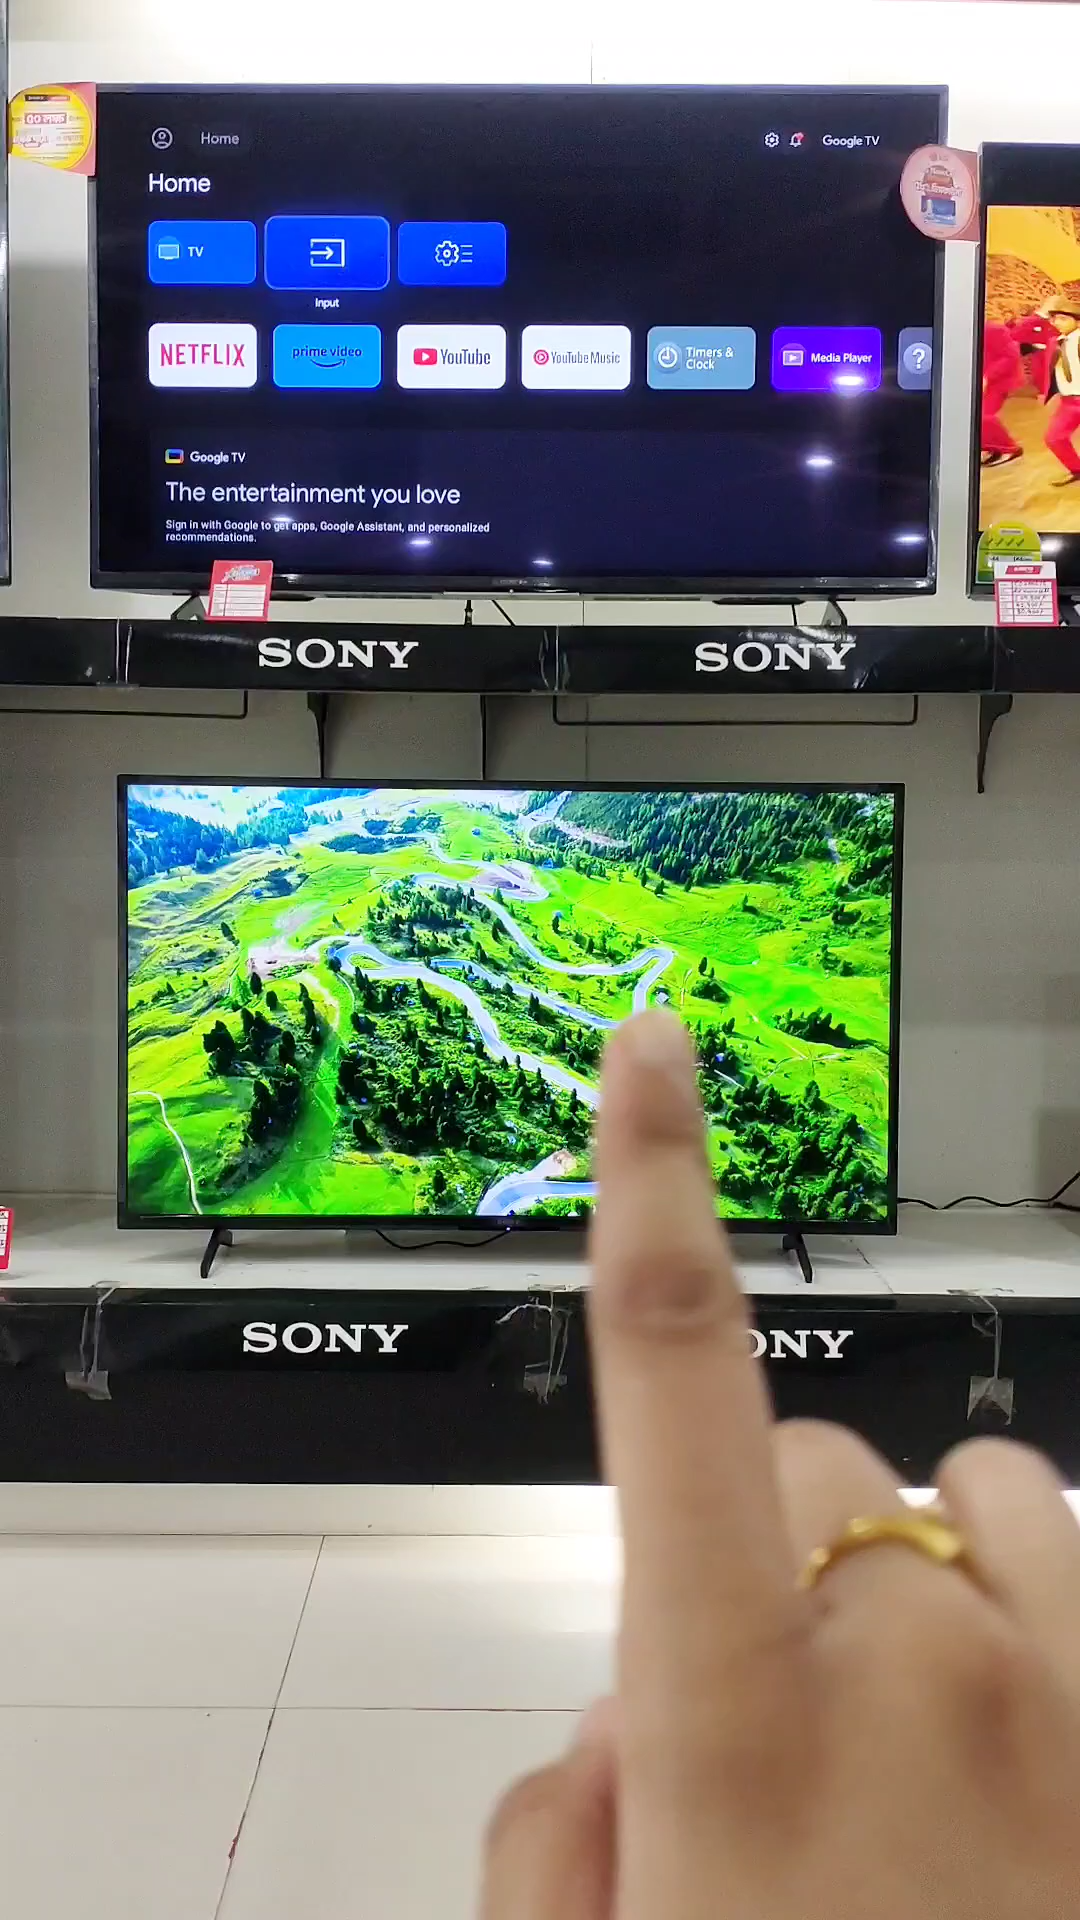 ৫০ লক্ষ
Home
Google TV
Home
TV
Input
NETFLIX
prime video
YouTube
YouTube Music
Timers &
Clock
Media Player
?
Google TV
The entertainment you love
Sign in with Google to get apps, Google Assistant, and personalized
recommendations.
SONY
SONY
SONY
ONY